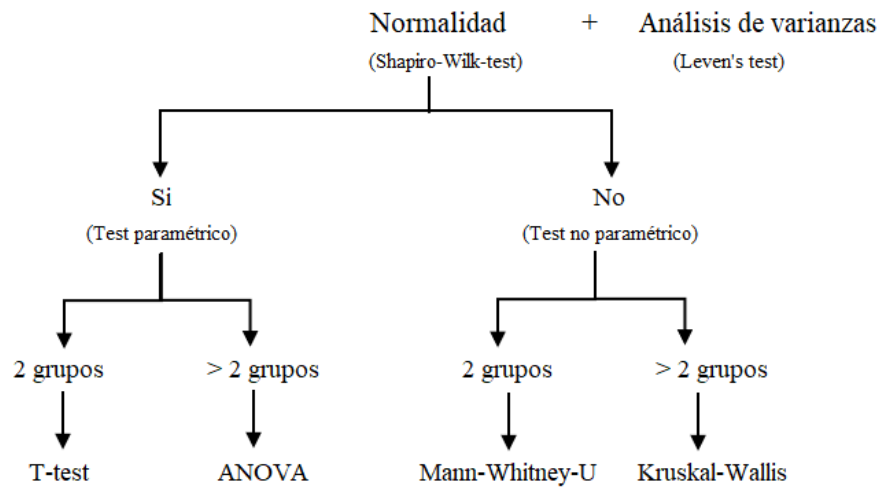 Normalidad + Análisis de varianzas
(Shapiro-Wilk-test) (Leven's test)
Si No
(Test paramétrico) (Test no paramétrico)
2 grupos > 2 grupos 2 grupos > 2 grupos
T-test ANOVA Mann-Whitney-U Kruskal-Wallis